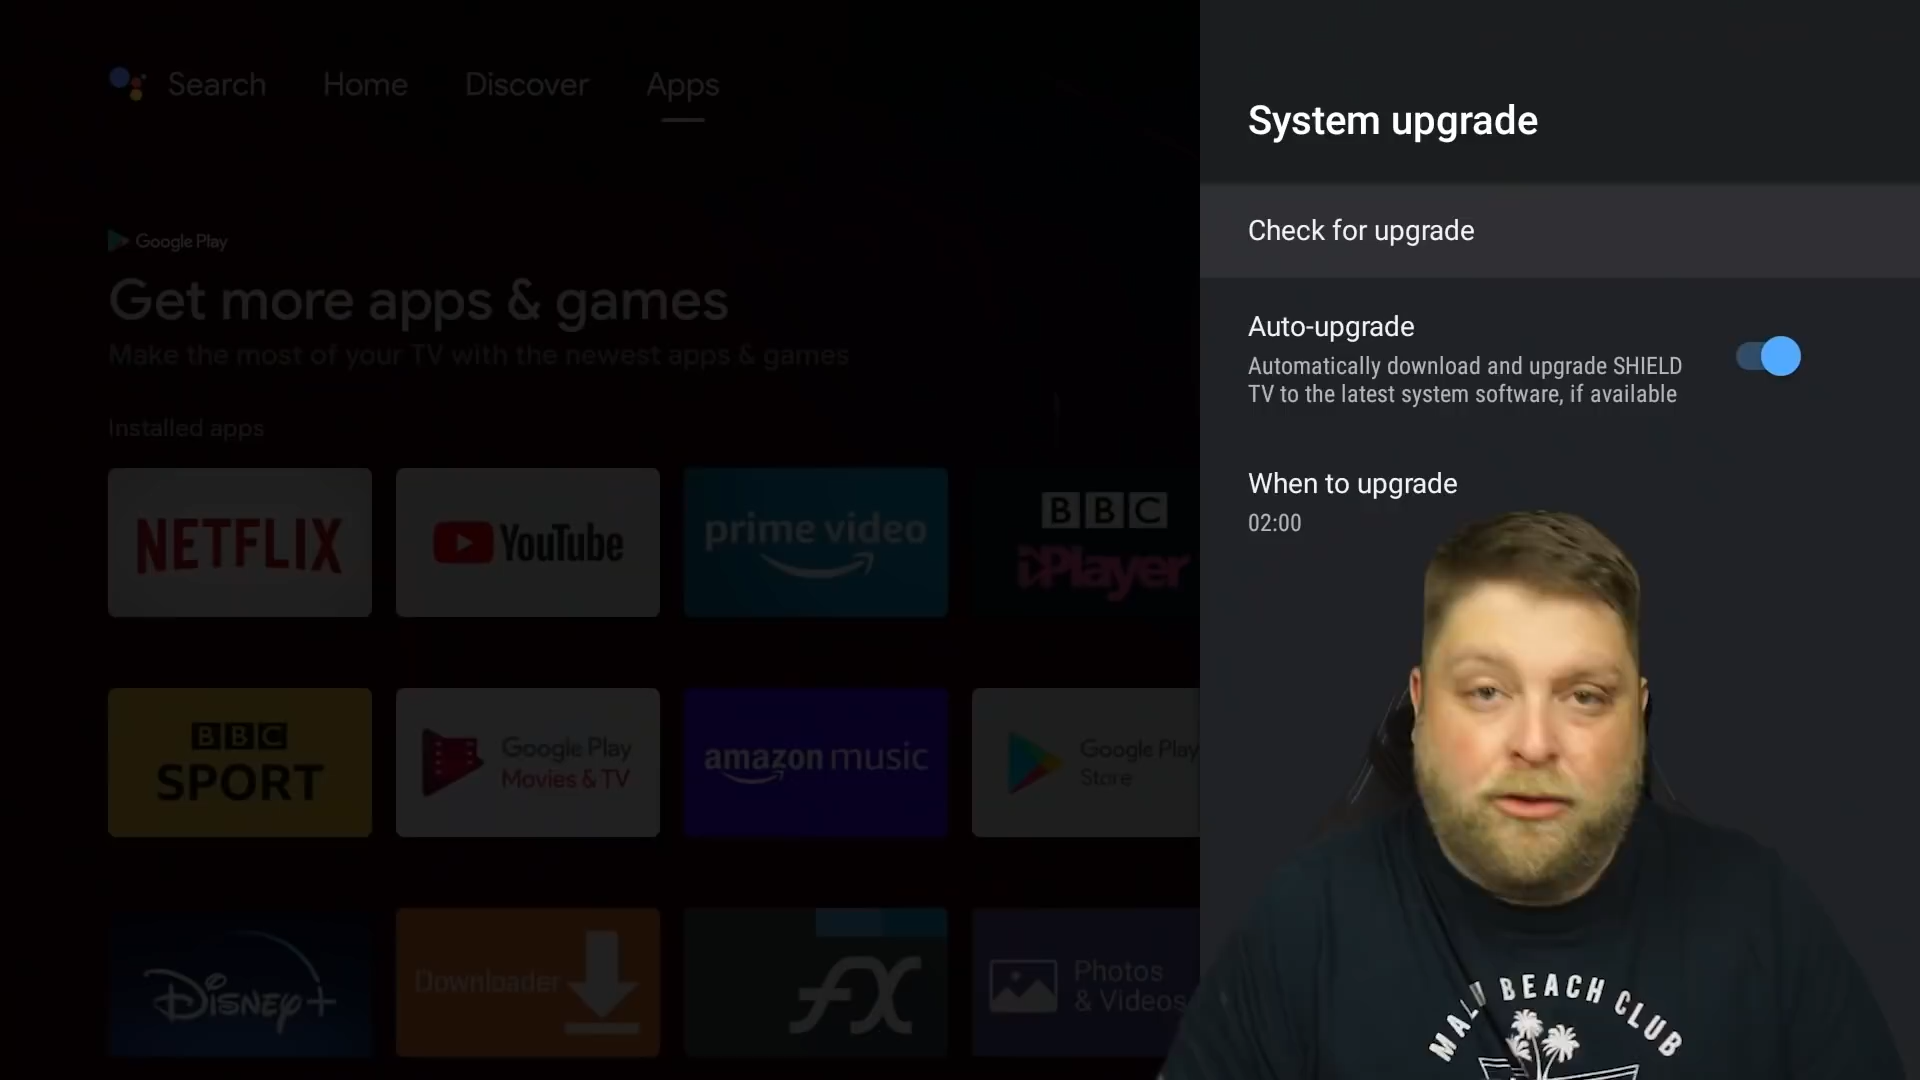 Search Home Discover Apps
Google Play
Get more apps & games
Make the most of your TV with the newest apps & games
Installed apps
NETFLIX
YouTube
prime video
BBC
iPlayer
BBC
SPORT
Google Play
Movies & TV
amazon music
Google Play
Store
Disney+
Downloader
fX
Photos
& Videos
System upgrade
Check for upgrade
Auto-upgrade
Automatically download and upgrade SHIELD
TV to the latest system software, if available
When to upgrade
02:00
BEACH CLUB